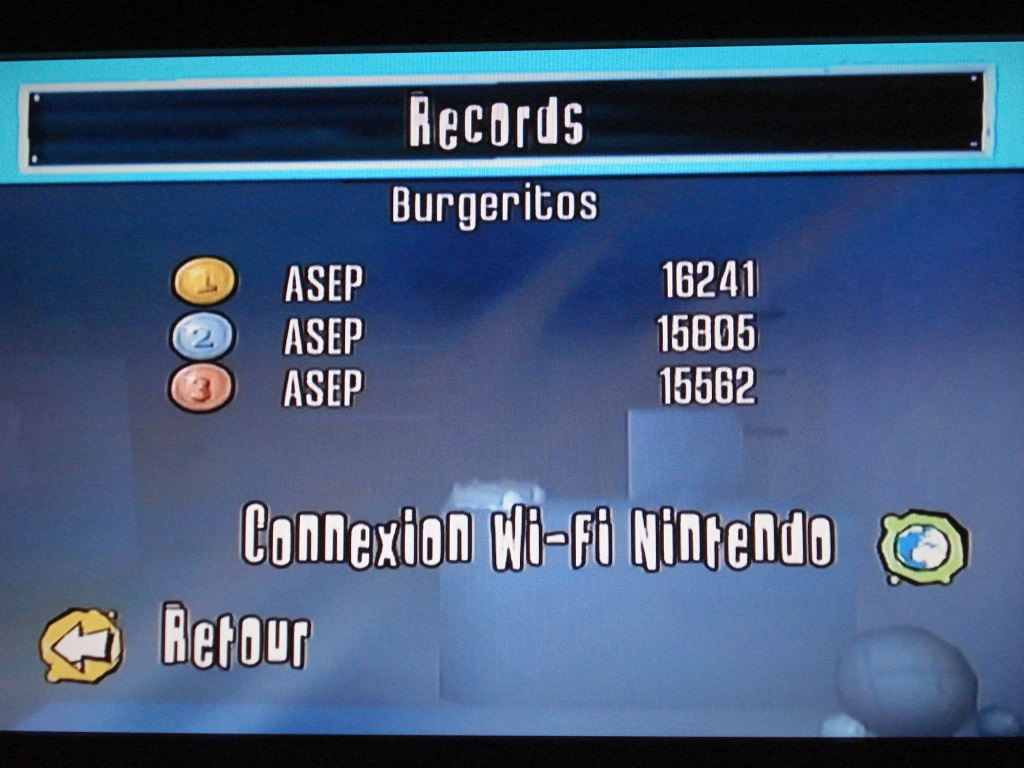 Records
Burgeritos
1 ASEP 16241
2 ASEP 15805
3 ASEP 15562
Connexion Wi-Fi Nintendo
Retour